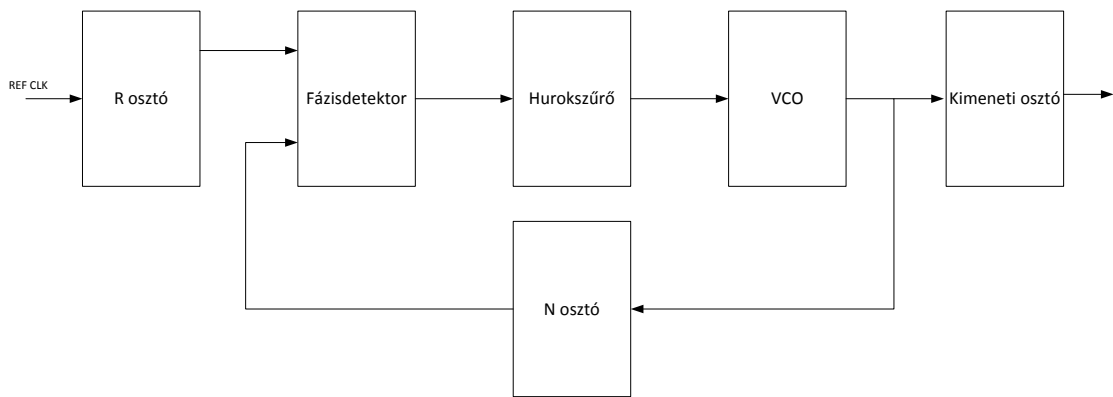 REF CLK
R osztó
Fázisdetektor
Hurokszűrő
VCO
Kimeneti osztó
N osztó